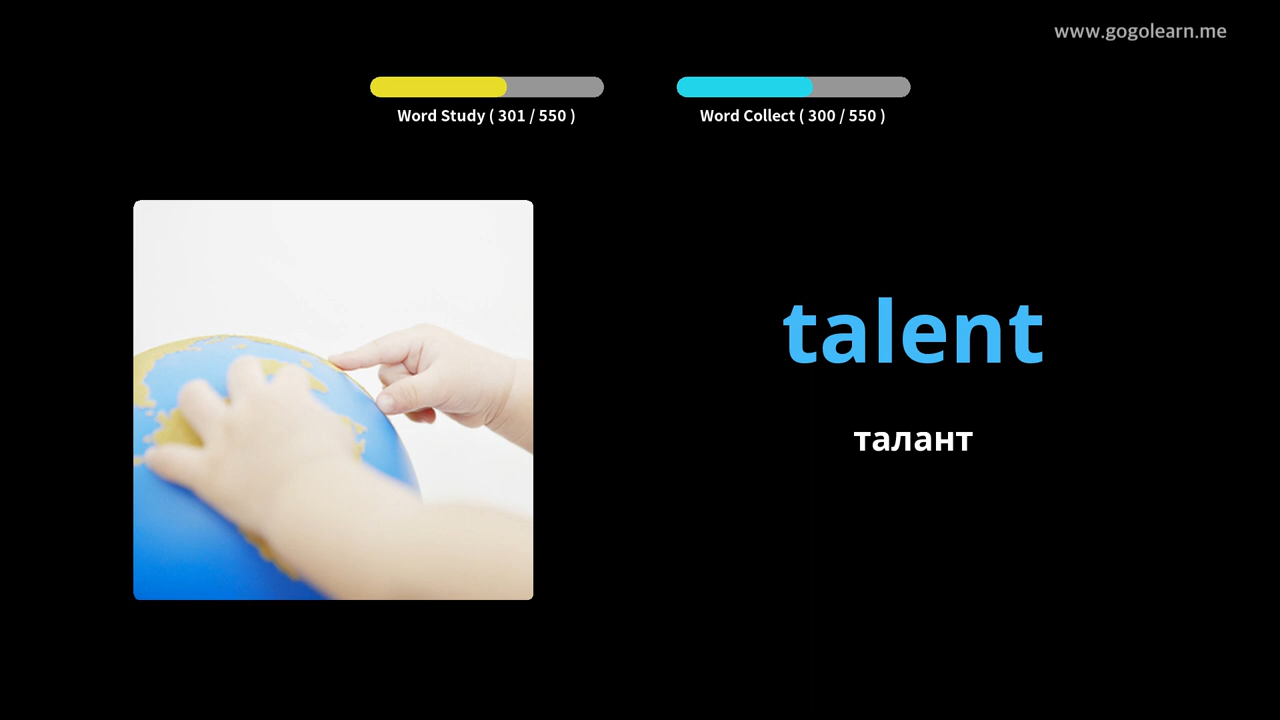 www.gogolearn.me
Word Study ( 301 / 550 )
Word Collect ( 300 / 550 )
talent
талант